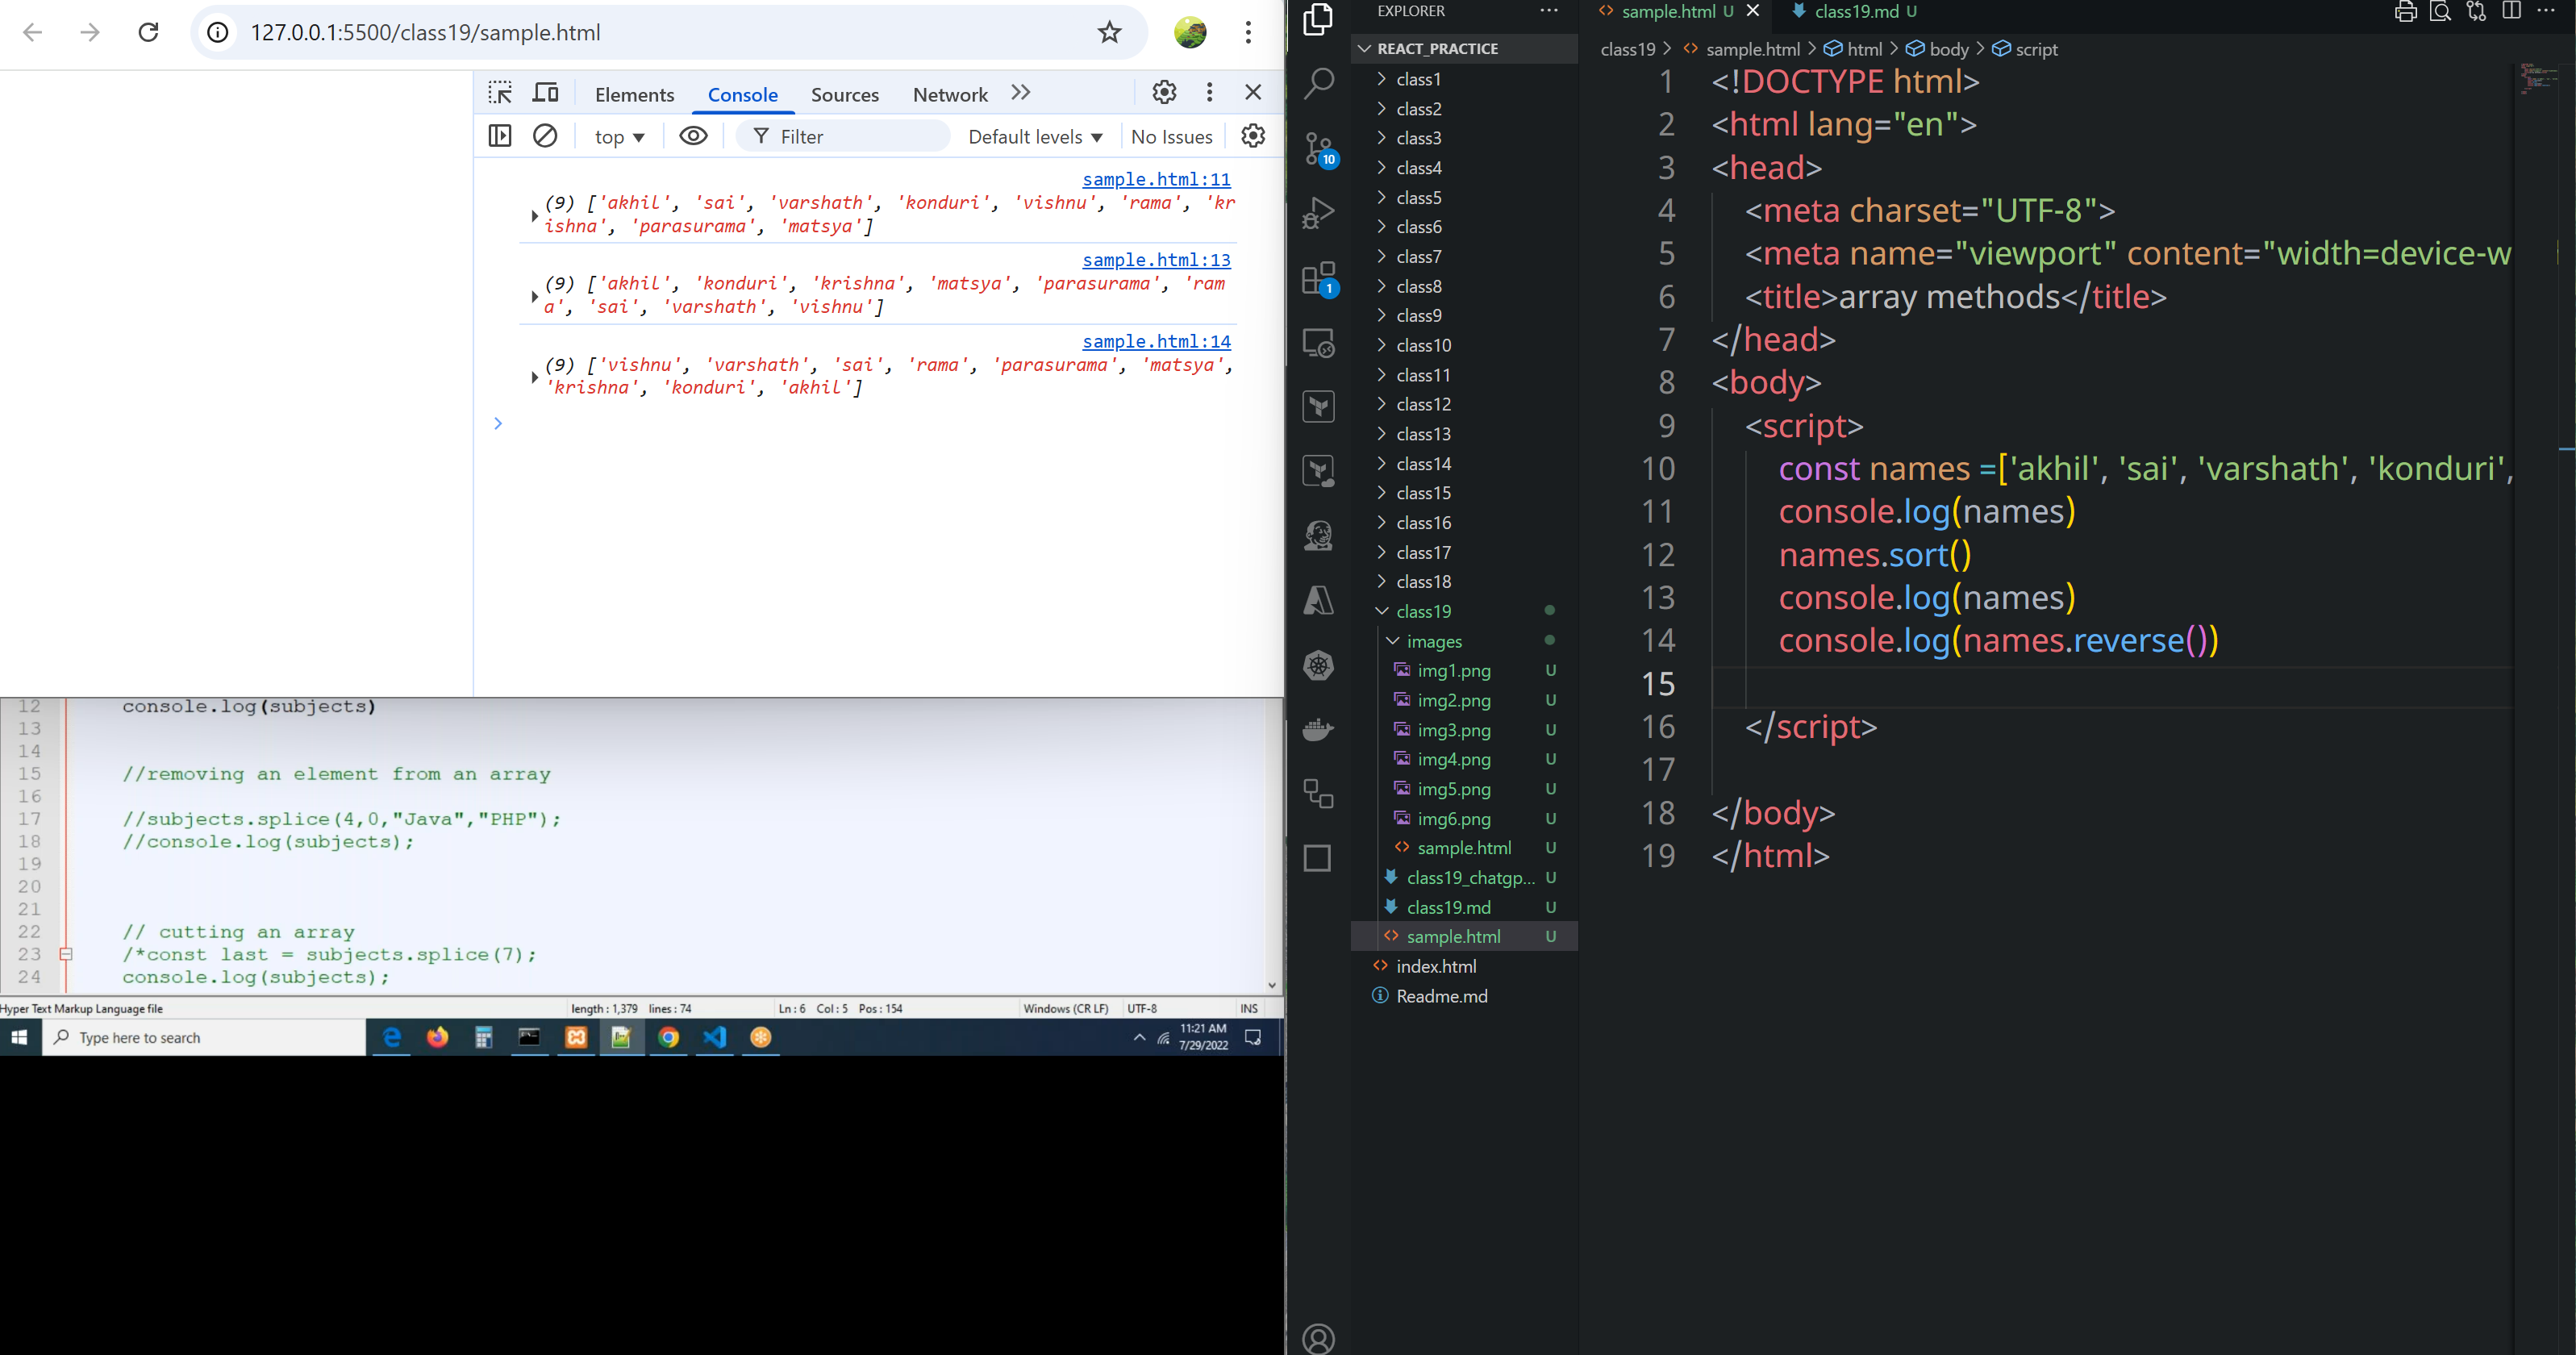 127.0.0.1:5500/class19/sample.html
Elements
Console
Sources
Network
top
Filter
Default levels
No Issues
sample.html:11
(9) ['akhil', 'sai', 'varshath', 'konduri', 'vishnu', 'rama', 'kr
ishna', 'parasurama', 'matsya']
sample.html:13
(9) ['akhil', 'konduri', 'krishna', 'matsya', 'parasurama', 'ram
a', 'sai', 'varshath', 'vishnu']
sample.html:14
(9) ['vishnu', 'varshath', 'sai', 'rama', 'parasurama', 'matsya',
'krishna', 'konduri', 'akhil']
12 console.log(subjects)
13
14
15 //removing an element from an array
16
17 //subjects.splice(4,0,"Java","PHP");
18 //console.log(subjects);
19
20
21
22 // cutting an array
23 /*const last = subjects.splice(7);
24 console.log(subjects);
Hyper Text Markup Language file
length : 1,379 lines : 74
Ln : 6 Col : 5 Pos : 154
Windows (CR LF)
UTF-8
INS
Type here to search
11:21 AM
7/29/2022
EXPLORER
REACT_PRACTICE
class1
class2
class3
class4
class5
class6
class7
class8
class9
class10
class11
class12
class13
class14
class15
class16
class17
class18
class19
images
img1.png U
img2.png U
img3.png U
img4.png U
img5.png U
img6.png U
sample.html U
class19_chatgp... U
class19.md U
sample.html U
index.html
Readme.md
10
1
sample.html U
class19.md U
class19 > sample.html > html > body > script
1 <!DOCTYPE html>
2 <html lang="en">
3 <head>
4 <meta charset="UTF-8">
5 <meta name="viewport" content="width=device-w
6 <title>array methods</title>
7 </head>
8 <body>
9 <script>
10 const names =['akhil', 'sai', 'varshath', 'konduri',
11 console.log(names)
12 names.sort()
13 console.log(names)
14 console.log(names.reverse())
15
16 </script>
17
18 </body>
19 </html>